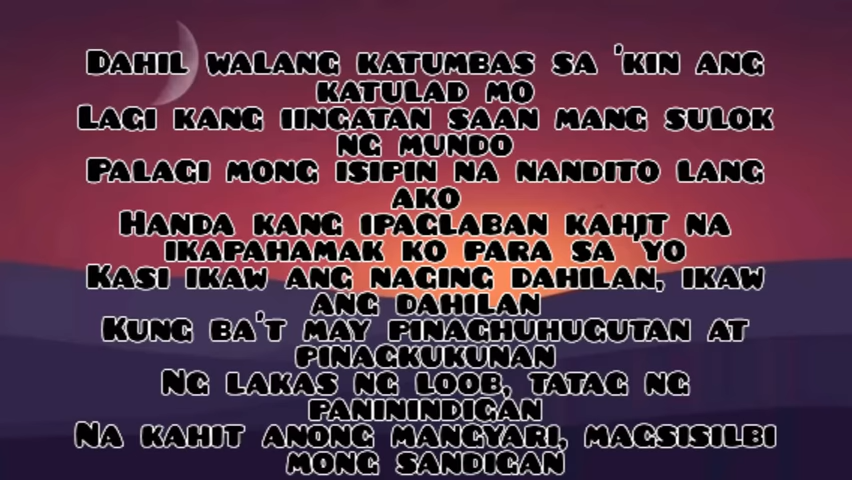 Dahil walang katumbas sa 'kin ang
katulad mo
Lagi kang iingatan saan mang sulok
ng mundo
Palagi mong isipin na nandito lang
ako
Handa kang ipaglaban kahit na
ikapahamak ko para sa 'yo
Kasi ikaw ang naging dahilan, ikaw
ang dahilan
Kung ba't may pinaghuhugutan at
pinagkukunan
Ng lakas ng loob, tatag ng
paninindigan
Na kahit anong mangyari, magsisilbi
mong sandigan